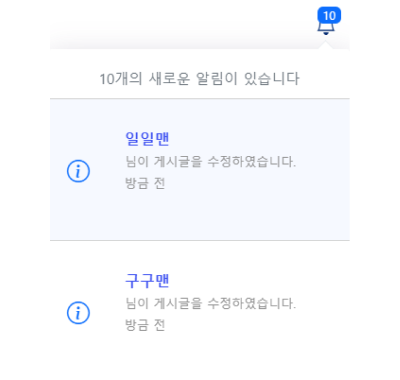 10
10개의 새로운 알림이 있습니다
일일맨
님이 게시글을 수정하였습니다.
방금 전
구구맨
님이 게시글을 수정하였습니다.
방금 전